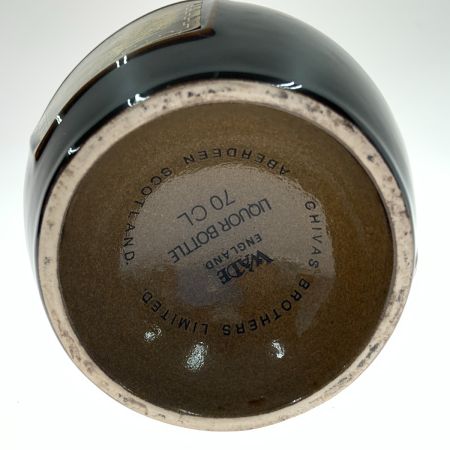 CHIVAS BROTHERS LIMITED.
ABERDEEN SCOTLAND.
WADE
ENGLAND
LIQUOR BOTTLE
70 CL